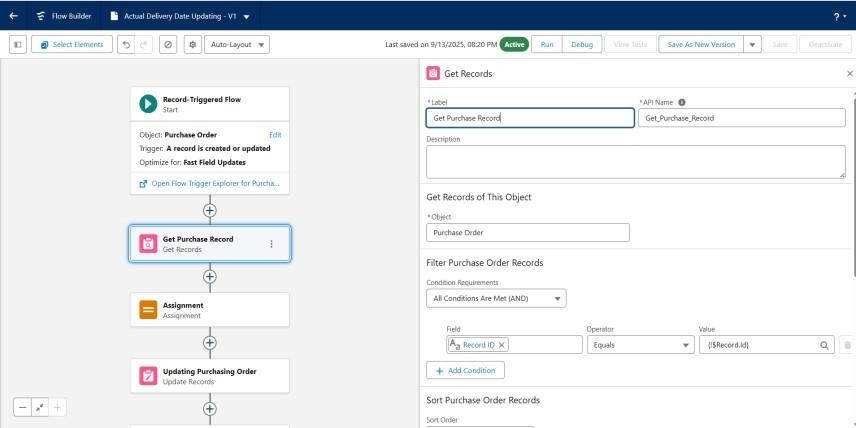 Flow Builder
Actual Delivery Date Updating - V1
?
Select Elements
Auto-Layout
Last saved on 9/13/2025, 08:20 PM
Active
Run
Debug
View Tests
Save As New Version
Save
Deactivate
Record-Triggered Flow
Start
Object: Purchase Order
Edit
Trigger: A record is created or updated
Optimize for: Fast Field Updates
Open Flow Trigger Explorer for Purcha...
Get Purchase Record
Get Records
Assignment
Assignment
Updating Purchasing Order
Update Records
Get Records
*Label
*API Name
Get Purchase Record
Get_Purchase_Record
Description
Get Records of This Object
*Object
Purchase Order
Filter Purchase Order Records
Condition Requirements
All Conditions Are Met (AND)
Field
Operator
Value
Aa Record ID
Equals
{!$Record.Id}
+ Add Condition
Sort Purchase Order Records
Sort Order